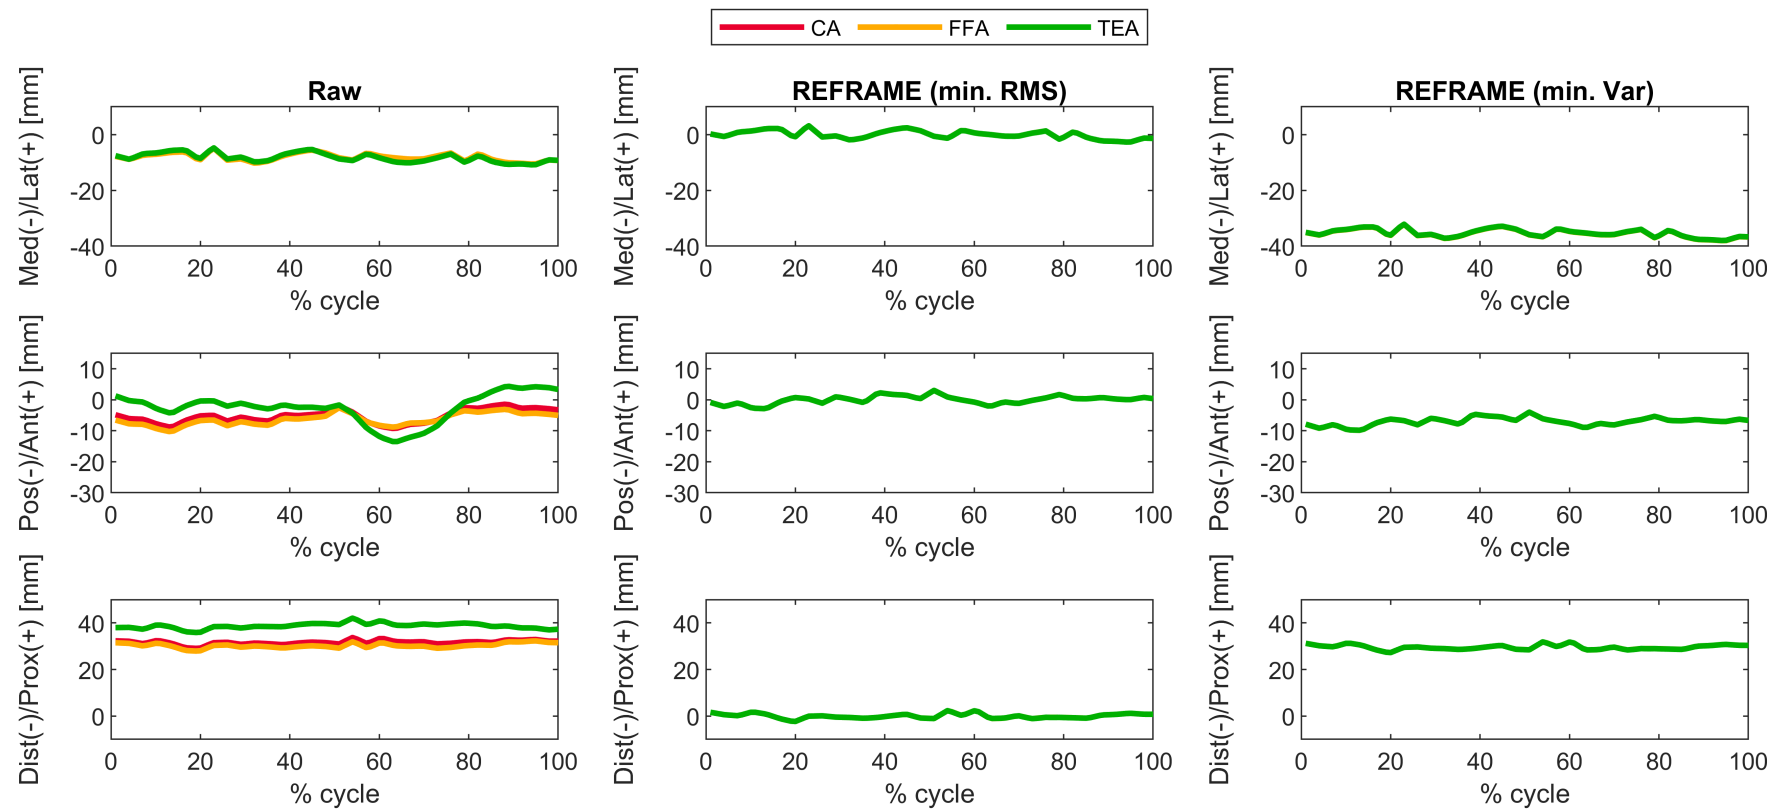 CA FFA TEA
Raw
REFRAME (min. RMS)
REFRAME (min. Var)
Med(-)/Lat(+) [mm]
0
-20
-40
0 20 40 60 80 100
% cycle
Med(-)/Lat(+) [mm]
0
-20
-40
0 20 40 60 80 100
% cycle
Med(-)/Lat(+) [mm]
0
-20
-40
0 20 40 60 80 100
% cycle
Pos(-)/Ant(+) [mm]
10
0
-10
-20
-30
0 20 40 60 80 100
% cycle
Pos(-)/Ant(+) [mm]
10
0
-10
-20
-30
0 20 40 60 80 100
% cycle
Pos(-)/Ant(+) [mm]
10
0
-10
-20
-30
0 20 40 60 80 100
% cycle
Dist(-)/Prox(+) [mm]
40
20
0
0 20 40 60 80 100
% cycle
Dist(-)/Prox(+) [mm]
40
20
0
0 20 40 60 80 100
% cycle
Dist(-)/Prox(+) [mm]
40
20
0
0 20 40 60 80 100
% cycle